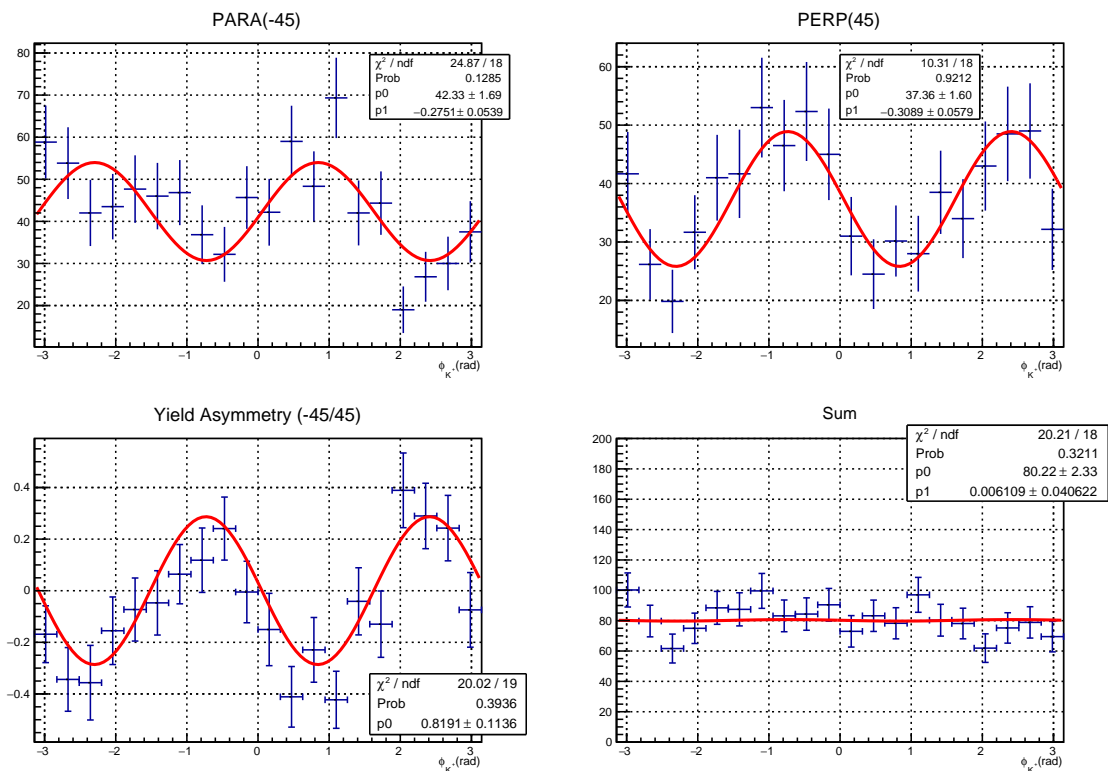 PARA(-45)
χ² / ndf 24.87 / 18
Prob 0.1285
p0 42.33 ± 1.69
p1 −0.2751 ± 0.0539
80
70
60
50
40
30
20
−3 −2 −1 0 1 2 3
ϕK+(rad)
PERP(45)
χ² / ndf 10.31 / 18
Prob 0.9212
p0 37.36 ± 1.60
p1 −0.3089 ± 0.0579
60
50
40
30
20
−3 −2 −1 0 1 2 3
ϕK+(rad)
Yield Asymmetry (-45/45)
0.4
0.2
0
−0.2
−0.4
χ² / ndf 20.02 / 19
Prob 0.3936
p0 0.8191 ± 0.1136
−3 −2 −1 0 1 2 3
ϕK+(rad)
Sum
χ² / ndf 20.21 / 18
Prob 0.3211
p0 80.22 ± 2.33
p1 0.006109 ± 0.040622
200
180
160
140
120
100
80
60
40
20
0
−3 −2 −1 0 1 2 3
ϕK+(rad)